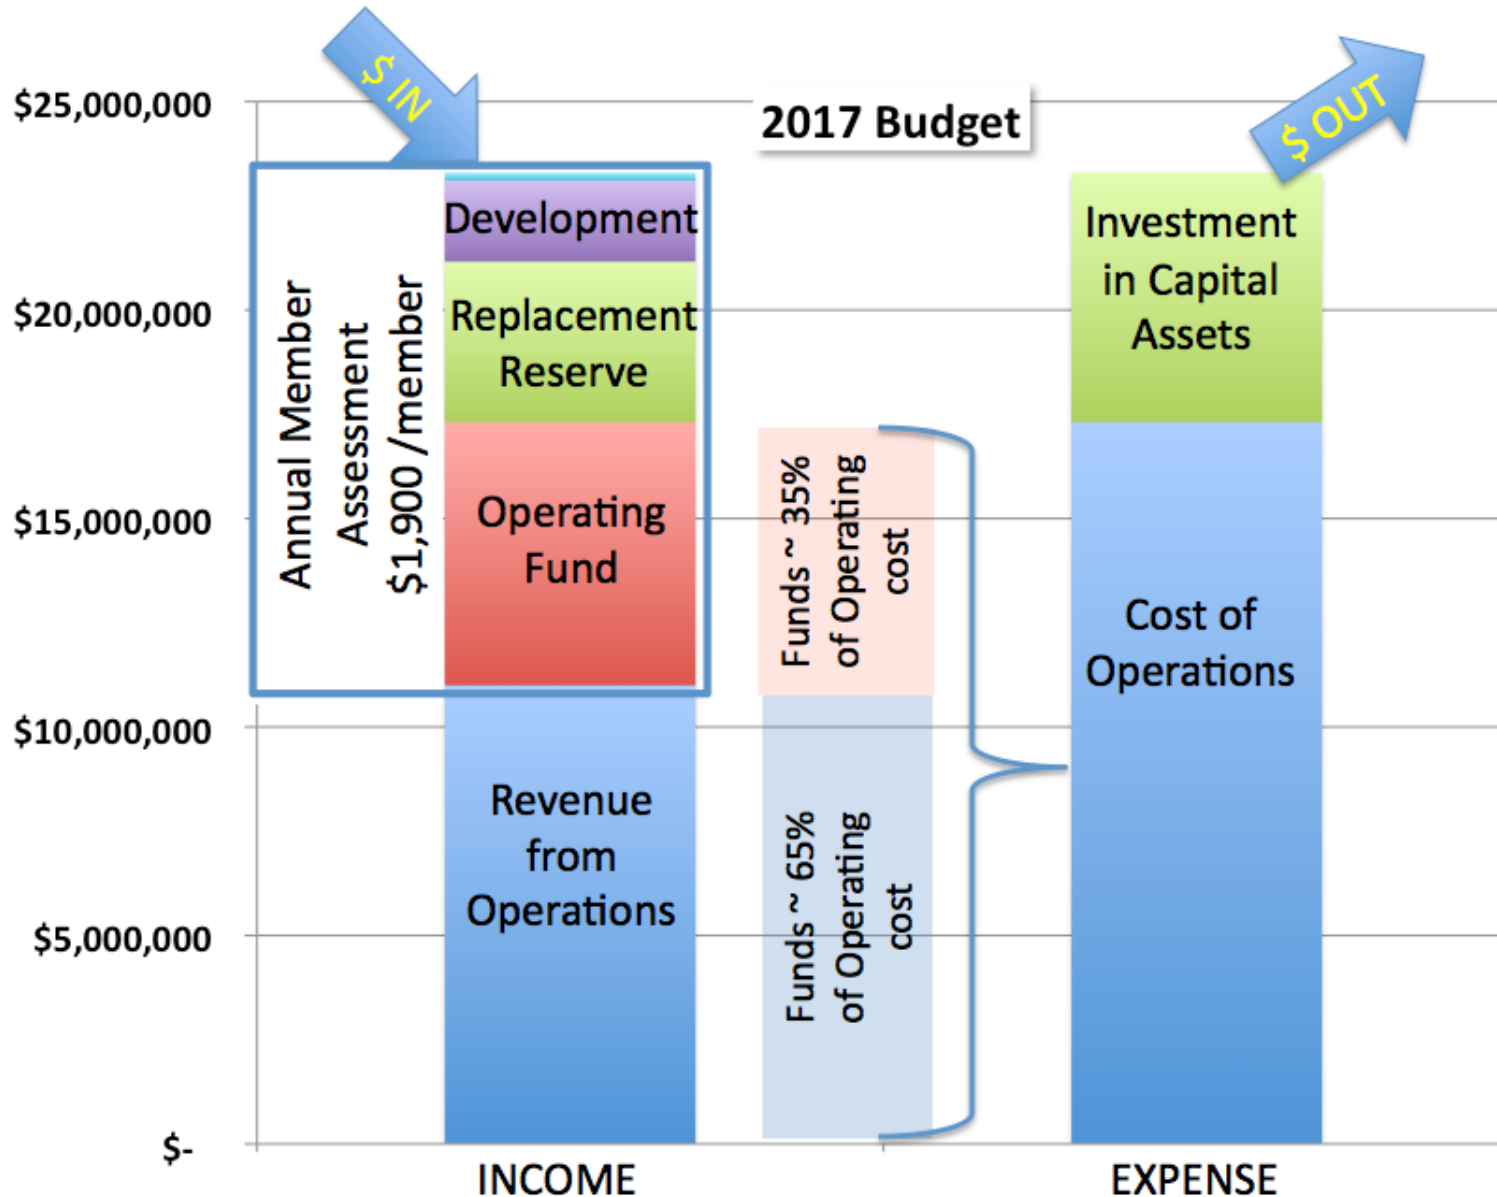 $ IN
$ OUT
2017 Budget
$25,000,000
$20,000,000
$15,000,000
$10,000,000
$5,000,000
$-
Annual Member
Assessment
$1,900 /member
Development
Replacement
Reserve
Operating
Fund
Revenue
from
Operations
Funds ~ 35%
of Operating
cost
Funds ~ 65%
of Operating
cost
Investment
in Capital
Assets
Cost of
Operations
INCOME
EXPENSE